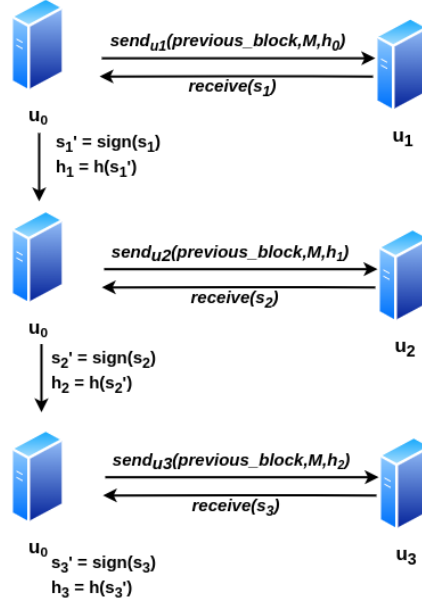 send_u1(previous_block,M,h_0)
receive(s_1)
u_0
u_1
s_1' = sign(s_1)
h_1 = h(s_1')
send_u2(previous_block,M,h_1)
receive(s_2)
u_0
u_2
s_2' = sign(s_2)
h_2 = h(s_2')
send_u3(previous_block,M,h_2)
receive(s_3)
u_0
u_3
s_3' = sign(s_3)
h_3 = h(s_3')